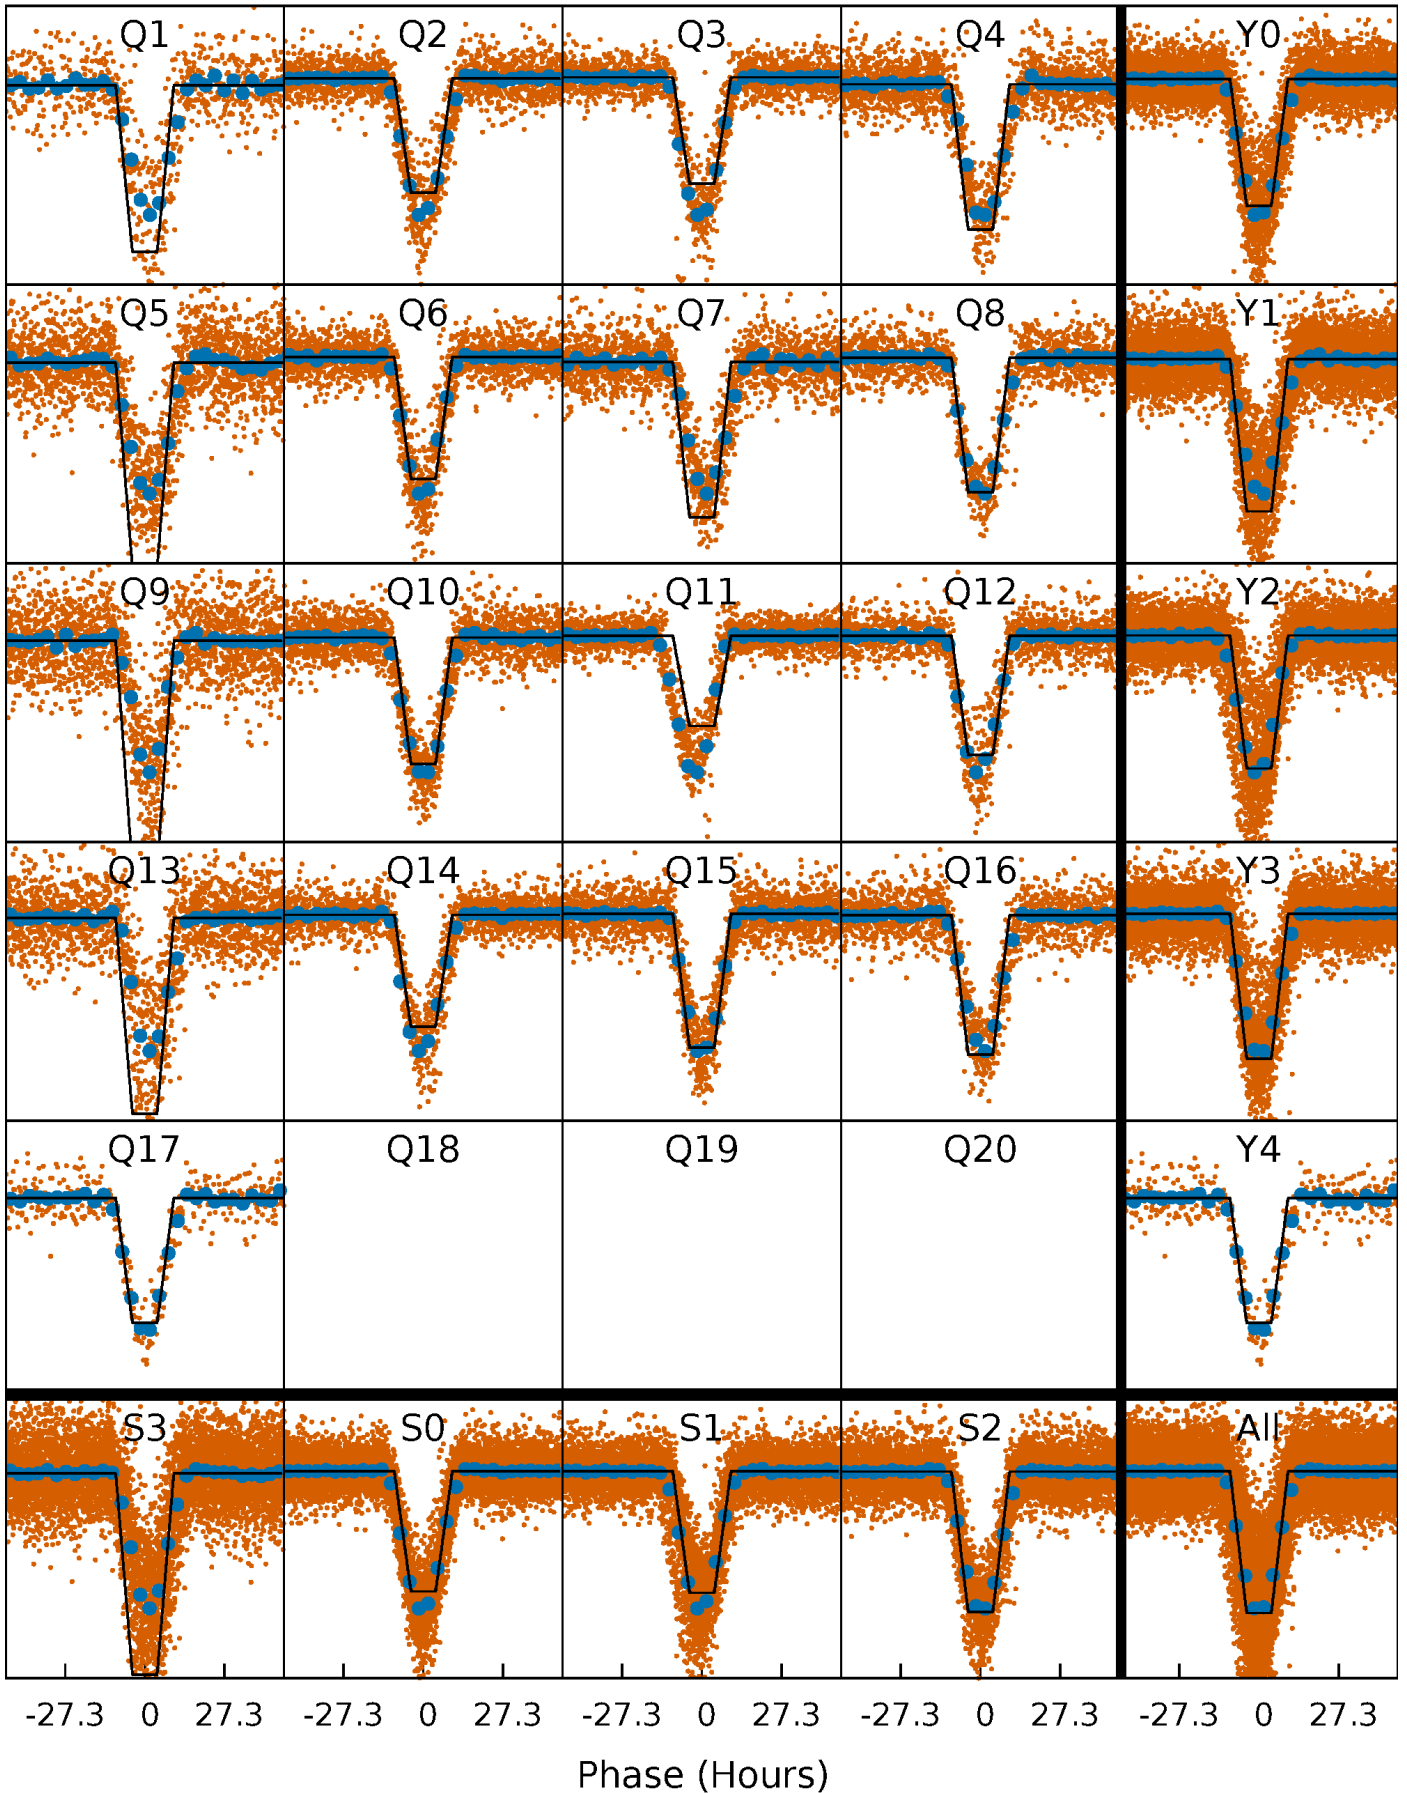 Q1 Q2 Q3 Q4 Y0
Q5 Q6 Q7 Q8 Y1
Q9 Q10 Q11 Q12 Y2
Q13 Q14 Q15 Q16 Y3
Q17 Q18 Q19 Q20 Y4
S3 S0 S1 S2 All
-27.3 0 27.3 -27.3 0 27.3 -27.3 0 27.3 -27.3 0 27.3 -27.3 0 27.3
Phase (Hours)